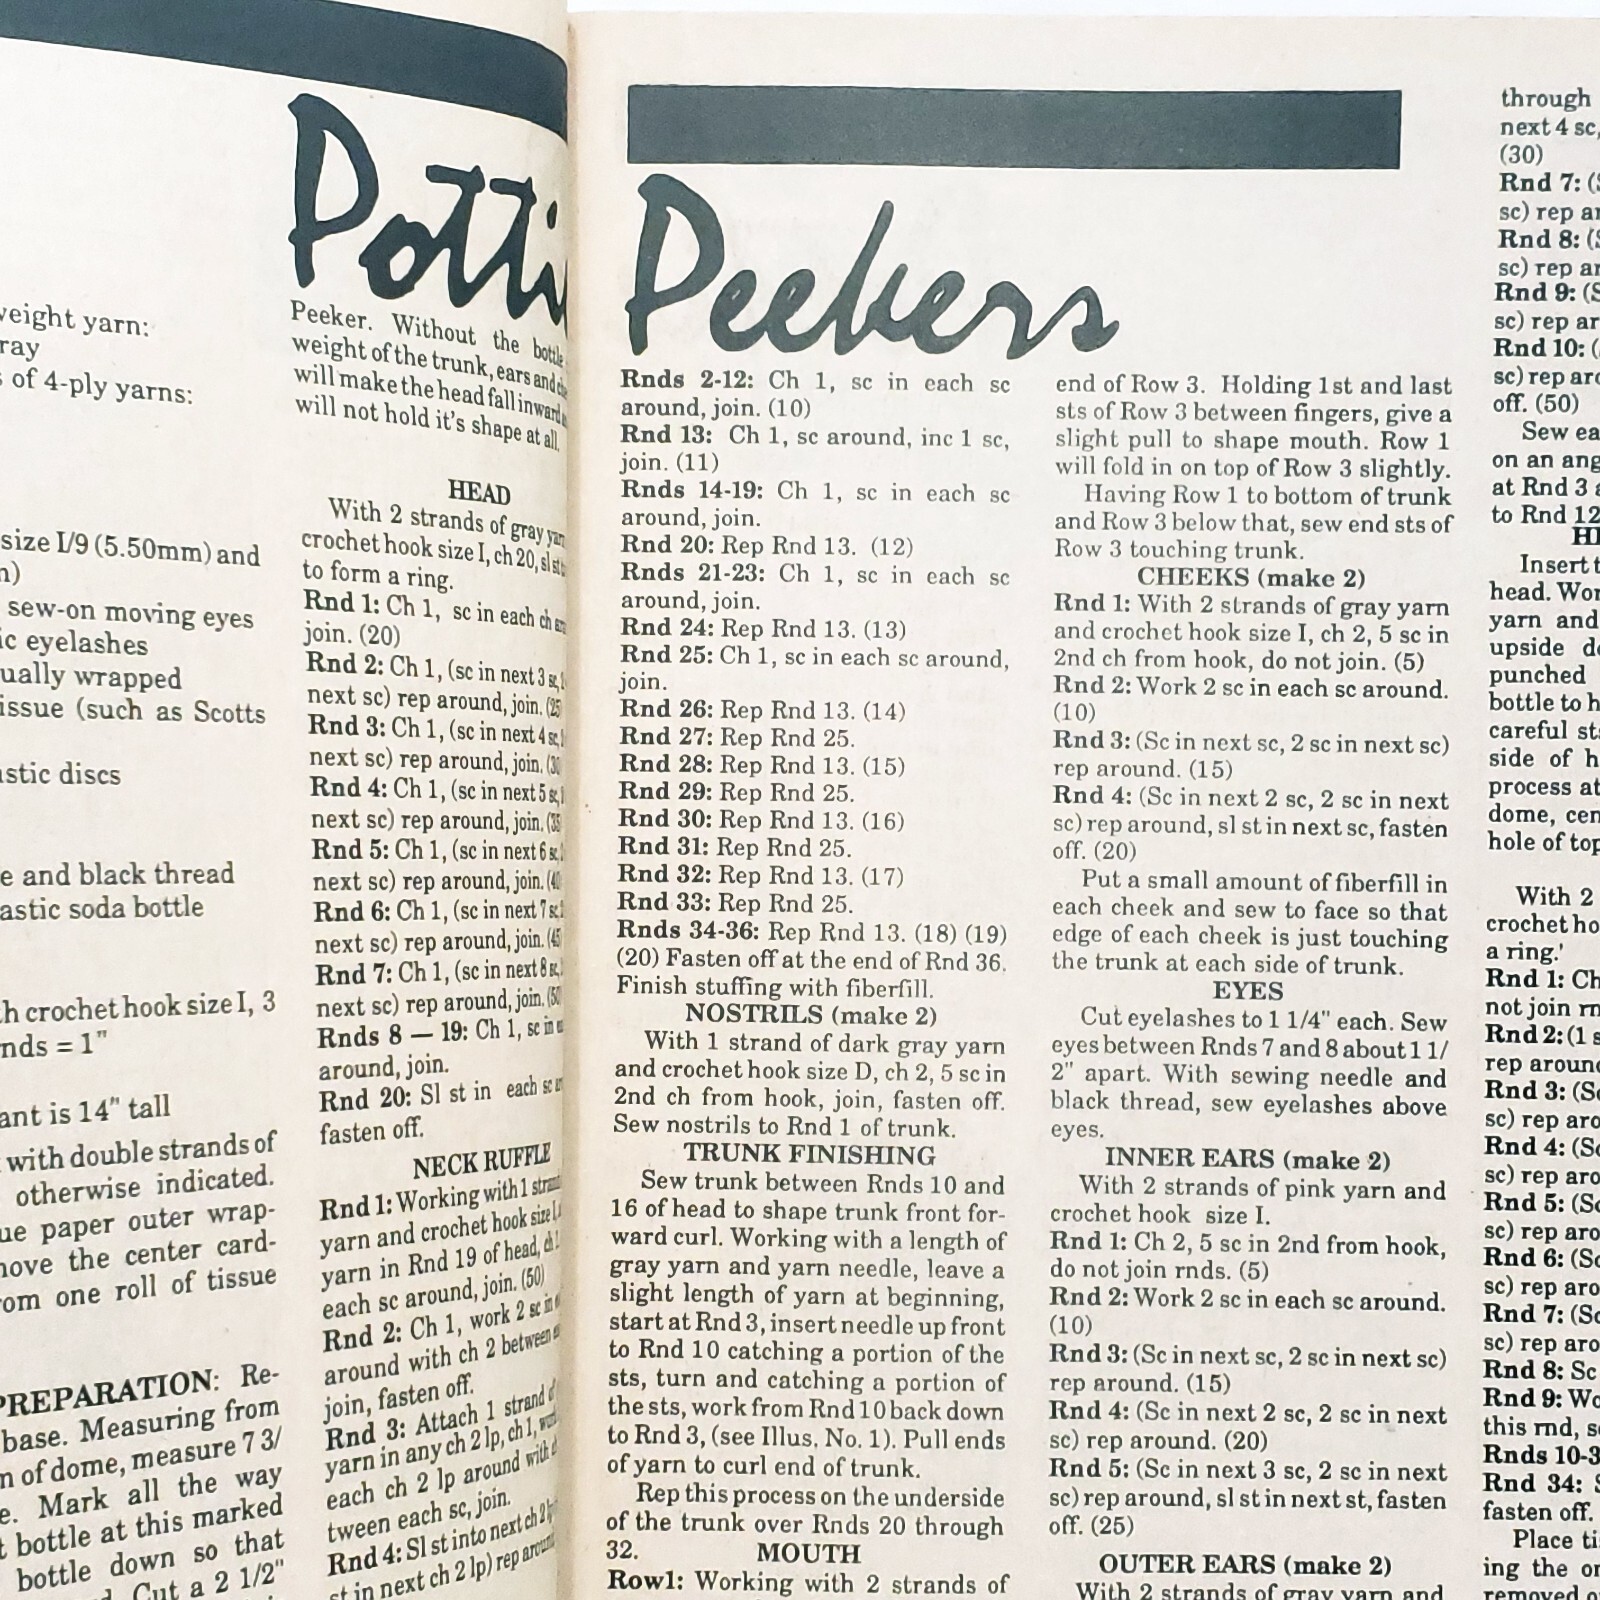 Potti
Peekers
weight yarn:
ray
s of 4-ply yarns:
size I/9 (5.50mm) and
sew-on moving eyes
ic eyelashes
ually wrapped
issue (such as Scotts
astic discs
e and black thread
astic soda bottle
h crochet hook size I, 3
nds = 1"
ant is 14" tall
with double strands of
otherwise indicated.
ue paper outer wrap-
move the center card-
rom one roll of tissue
PREPARATION: Re-
base. Measuring from
n of dome, measure 7 3/
e. Mark all the way
t bottle at this marked
bottle down so that
Cut a 2 1/2"
Peeker. Without the bottle
weight of the trunk, ears and
will make the head fall inward
will not hold it's shape at all.
HEAD
With 2 strands of gray yarn
crochet hook size I, ch 20, sl st
to form a ring.
Rnd 1: Ch 1, sc in each ch
join. (20)
Rnd 2: Ch 1, (sc in next 3 sc,
next sc) rep around, join. (25
Rnd 3: Ch 1, (sc in next 4 sc,
next sc) rep around, join. (30
Rnd 4: Ch 1, (sc in next 5 sc,
next sc) rep around, join. (35
Rnd 5: Ch 1, (sc in next 6 sc,
next sc) rep around, join. (40
Rnd 6: Ch 1, (sc in next 7 sc,
next sc) rep around, join. (45
Rnd 7: Ch 1, (sc in next 8 sc,
next sc) rep around, join. (50
Rnds 8 — 19: Ch 1, sc in
around, join.
Rnd 20: Sl st in each sc
fasten off.
NECK RUFFLE
Rnd 1: Working with 1 strand
yarn and crochet hook size I,
yarn in Rnd 19 of head, ch 1,
each sc around, join. (50)
Rnd 2: Ch 1, work 2 sc in
around with ch 2 between
join, fasten off.
Rnd 3: Attach 1 strand of
yarn in any ch 2 lp, ch 1, work
each ch 2 lp around with
tween each sc, join.
Rnd 4: Sl st into next ch 2 lp
st in next ch 2 lp) rep around
Rnds 2-12: Ch 1, sc in each sc
around, join. (10)
Rnd 13: Ch 1, sc around, inc 1 sc,
join. (11)
Rnds 14-19: Ch 1, sc in each sc
around, join.
Rnd 20: Rep Rnd 13. (12)
Rnds 21-23: Ch 1, sc in each sc
around, join.
Rnd 24: Rep Rnd 13. (13)
Rnd 25: Ch 1, sc in each sc around,
join.
Rnd 26: Rep Rnd 13. (14)
Rnd 27: Rep Rnd 25.
Rnd 28: Rep Rnd 13. (15)
Rnd 29: Rep Rnd 25.
Rnd 30: Rep Rnd 13. (16)
Rnd 31: Rep Rnd 25.
Rnd 32: Rep Rnd 13. (17)
Rnd 33: Rep Rnd 25.
Rnds 34-36: Rep Rnd 13. (18) (19)
(20) Fasten off at the end of Rnd 36.
Finish stuffing with fiberfill.
NOSTRILS (make 2)
With 1 strand of dark gray yarn
and crochet hook size D, ch 2, 5 sc in
2nd ch from hook, join, fasten off.
Sew nostrils to Rnd 1 of trunk.
TRUNK FINISHING
Sew trunk between Rnds 10 and
16 of head to shape trunk front for-
ward curl. Working with a length of
gray yarn and yarn needle, leave a
slight length of yarn at beginning,
start at Rnd 3, insert needle up front
to Rnd 10 catching a portion of the
sts, turn and catching a portion of
the sts, work from Rnd 10 back down
to Rnd 3, (see Illus. No. 1). Pull ends
of yarn to curl end of trunk.
Rep this process on the underside
of the trunk over Rnds 20 through
32.
MOUTH
Row1: Working with 2 strands of
end of Row 3. Holding 1st and last
sts of Row 3 between fingers, give a
slight pull to shape mouth. Row 1
will fold in on top of Row 3 slightly.
Having Row 1 to bottom of trunk
and Row 3 below that, sew end sts of
Row 3 touching trunk.
CHEEKS (make 2)
Rnd 1: With 2 strands of gray yarn
and crochet hook size I, ch 2, 5 sc in
2nd ch from hook, do not join. (5)
Rnd 2: Work 2 sc in each sc around.
(10)
Rnd 3: (Sc in next sc, 2 sc in next sc)
rep around. (15)
Rnd 4: (Sc in next 2 sc, 2 sc in next
sc) rep around, sl st in next sc, fasten
off. (20)
Put a small amount of fiberfill in
each cheek and sew to face so that
edge of each cheek is just touching
the trunk at each side of trunk.
EYES
Cut eyelashes to 1 1/4" each. Sew
eyes between Rnds 7 and 8 about 1 1/
2" apart. With sewing needle and
black thread, sew eyelashes above
eyes.
INNER EARS (make 2)
With 2 strands of pink yarn and
crochet hook size I.
Rnd 1: Ch 2, 5 sc in 2nd from hook,
do not join rnds. (5)
Rnd 2: Work 2 sc in each sc around.
(10)
Rnd 3: (Sc in next sc, 2 sc in next sc)
rep around. (15)
Rnd 4: (Sc in next 2 sc, 2 sc in next
sc) rep around. (20)
Rnd 5: (Sc in next 3 sc, 2 sc in next
sc) rep around, sl st in next st, fasten
off. (25)
OUTER EARS (make 2)
With 2 strands of gray yarn and
through
next 4 sc,
(30)
Rnd 7: (S
sc) rep ar
Rnd 8: (S
sc) rep ar
Rnd 9: (S
sc) rep ar
Rnd 10: (
sc) rep aro
off. (50)
Sew ea
on an ang
at Rnd 3 a
to Rnd 12
Insert t
head. Wor
yarn and
upside do
punched
bottle to h
careful sts
side of h
process at
dome, cen
hole of top
With 2
crochet ho
a ring.'
Rnd 1: Ch
not join rn
Rnd 2: (1 s
rep around
Rnd 3: (Sc
sc) rep aro
Rnd 4: (Sc
sc) rep aro
Rnd 5: (Sc
sc) rep aro
Rnd 6: (Sc
sc) rep aro
Rnd 7: (Sc
sc) rep aro
Rnd 8: Sc
Rnd 9: Wo
this rnd, s
Rnds 10-3
Rnd 34: S
fasten off.
Place ti
ing the or
removed o